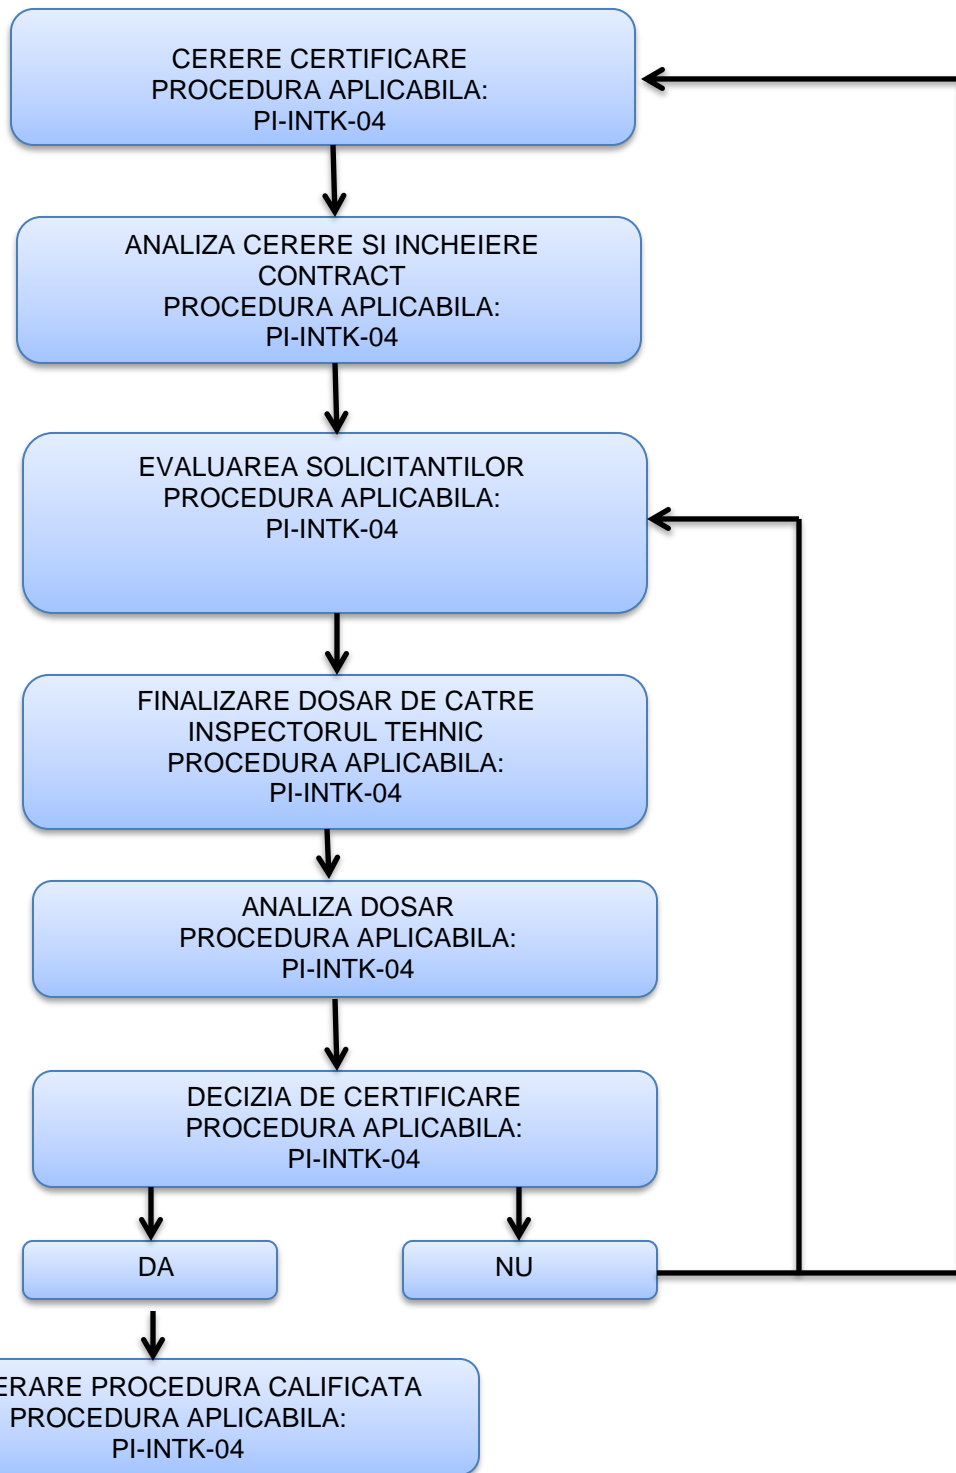 CERERE CERTIFICARE
PROCEDURA APLICABILA:
PI-INTK-04
ANALIZA CERERE SI INCHEIERE
CONTRACT
PROCEDURA APLICABILA:
PI-INTK-04
EVALUAREA SOLICITANTILOR
PROCEDURA APLICABILA:
PI-INTK-04
FINALIZARE DOSAR DE CATRE
INSPECTORUL TEHNIC
PROCEDURA APLICABILA:
PI-INTK-04
ANALIZA DOSAR
PROCEDURA APLICABILA:
PI-INTK-04
DECIZIA DE CERTIFICARE
PROCEDURA APLICABILA:
PI-INTK-04
DA
NU
PROCEDURA CALIFICATA
PROCEDURA APLICABILA:
PI-INTK-04